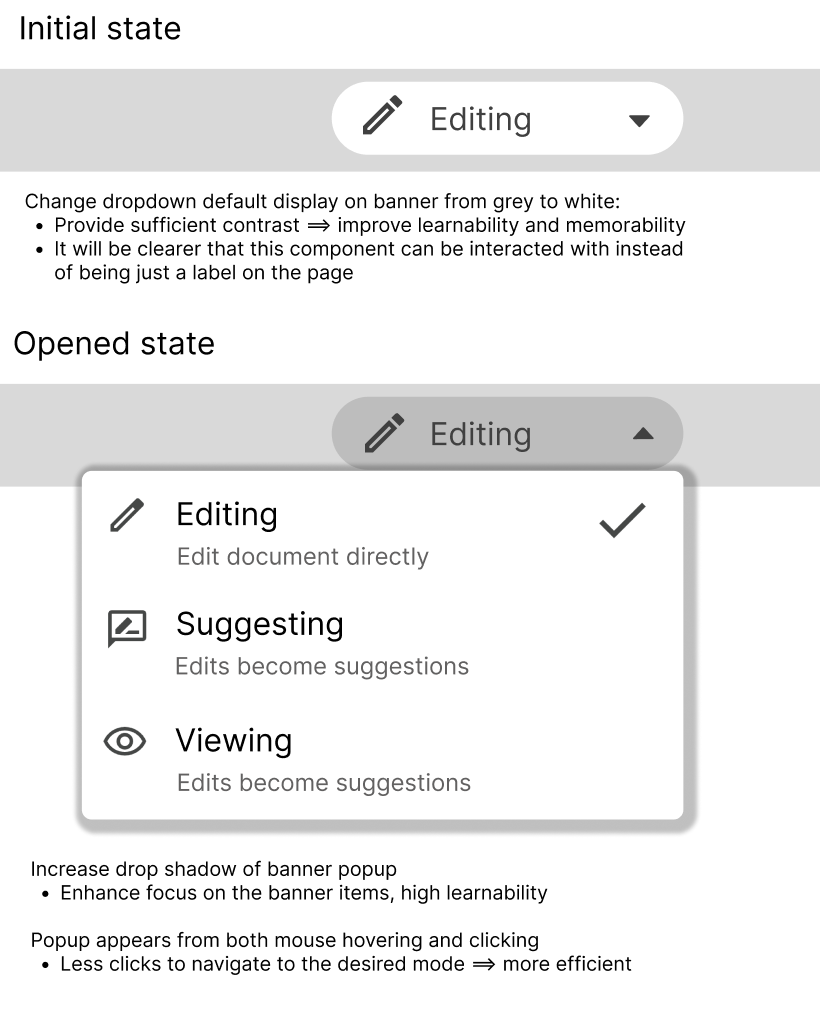 Initial state
Editing
Change dropdown default display on banner from grey to white:
• Provide sufficient contrast ⟹ improve learnability and memorability
• It will be clearer that this component can be interacted with instead
of being just a label on the page
Opened state
Editing
Editing
Edit document directly
Suggesting
Edits become suggestions
Viewing
Edits become suggestions
Increase drop shadow of banner popup
• Enhance focus on the banner items, high learnability
Popup appears from both mouse hovering and clicking
• Less clicks to navigate to the desired mode ⟹ more efficient